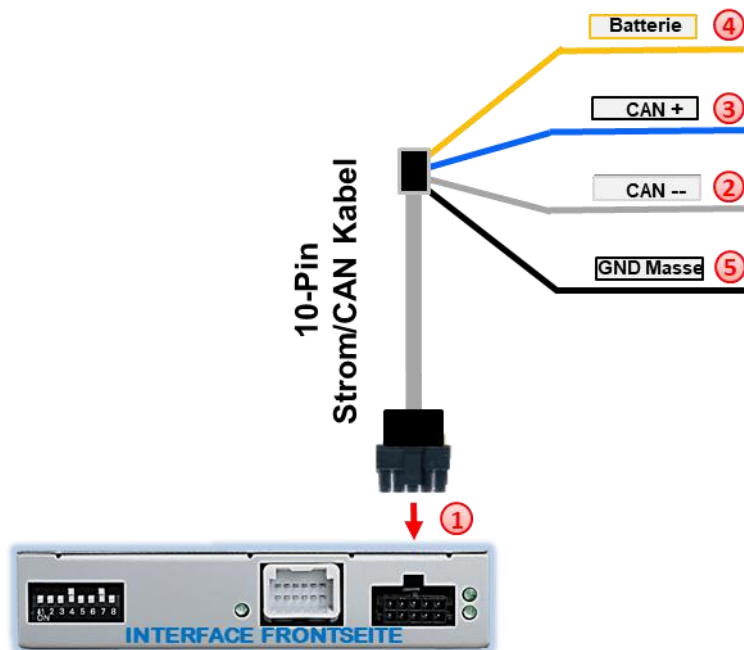 Batterie 4
CAN + 3
CAN -- 2
GND Masse 5
10-Pin
Strom/CAN Kabel
1
1 2 3 4 5 6 7 8
ON
INTERFACE FRONTSEITE